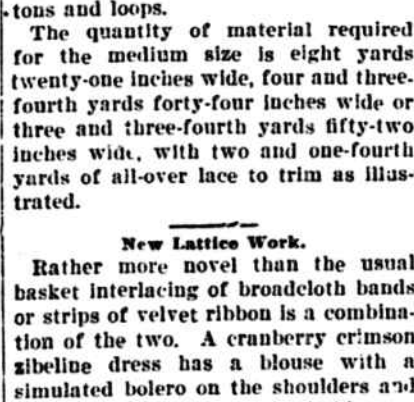 tons and loops.
The quantity of material required
for the medium size is eight yards
twenty-one inches wide, four and three-
fourth yards forty-four inches wide or
three and three-fourth yards fifty-two
inches wide, with two and one-fourth
yards of all-over lace to trim as illus-
trated.
New Lattice Work.
Rather more novel than the usual
basket interlacing of broadcloth bands
or strips of velvet ribbon is a combina-
tion of the two. A cranberry crimson
zibeline dress has a blouse with a
simulated bolero on the shoulders and